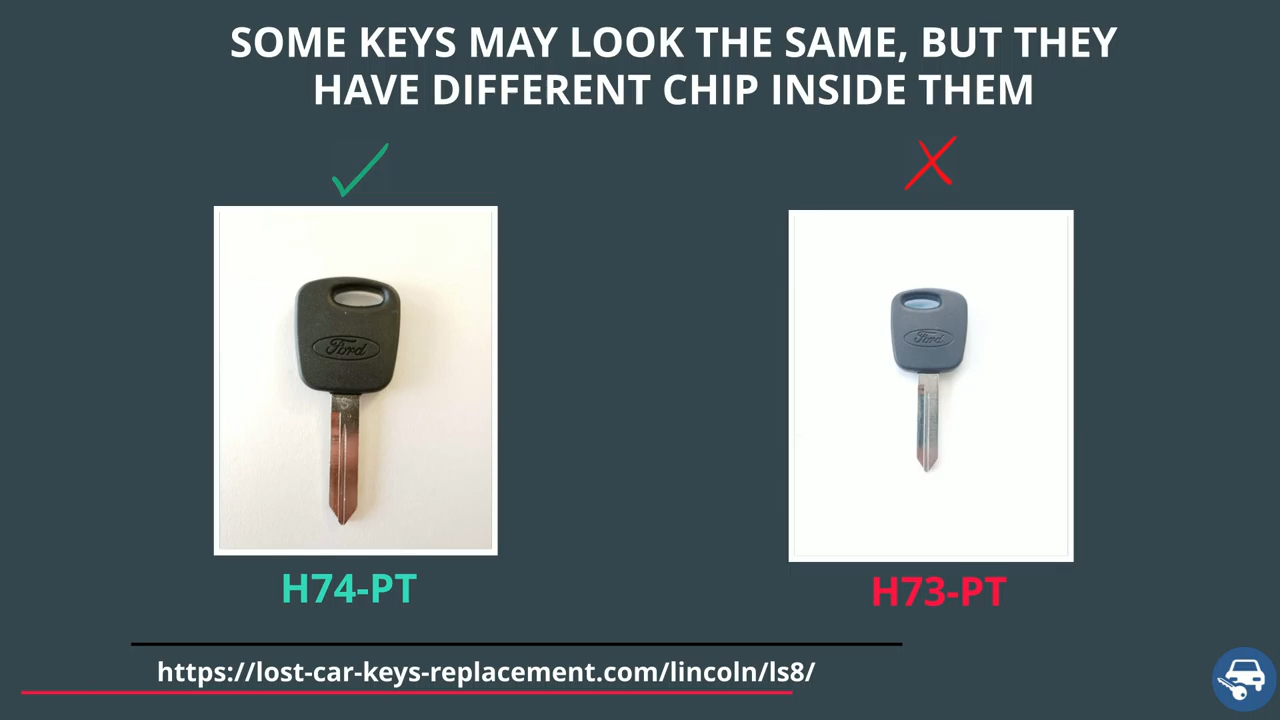 SOME KEYS MAY LOOK THE SAME, BUT THEY
HAVE DIFFERENT CHIP INSIDE THEM
Ford
Ford
H74-PT
H73-PT
https://lost-car-keys-replacement.com/lincoln/ls8/